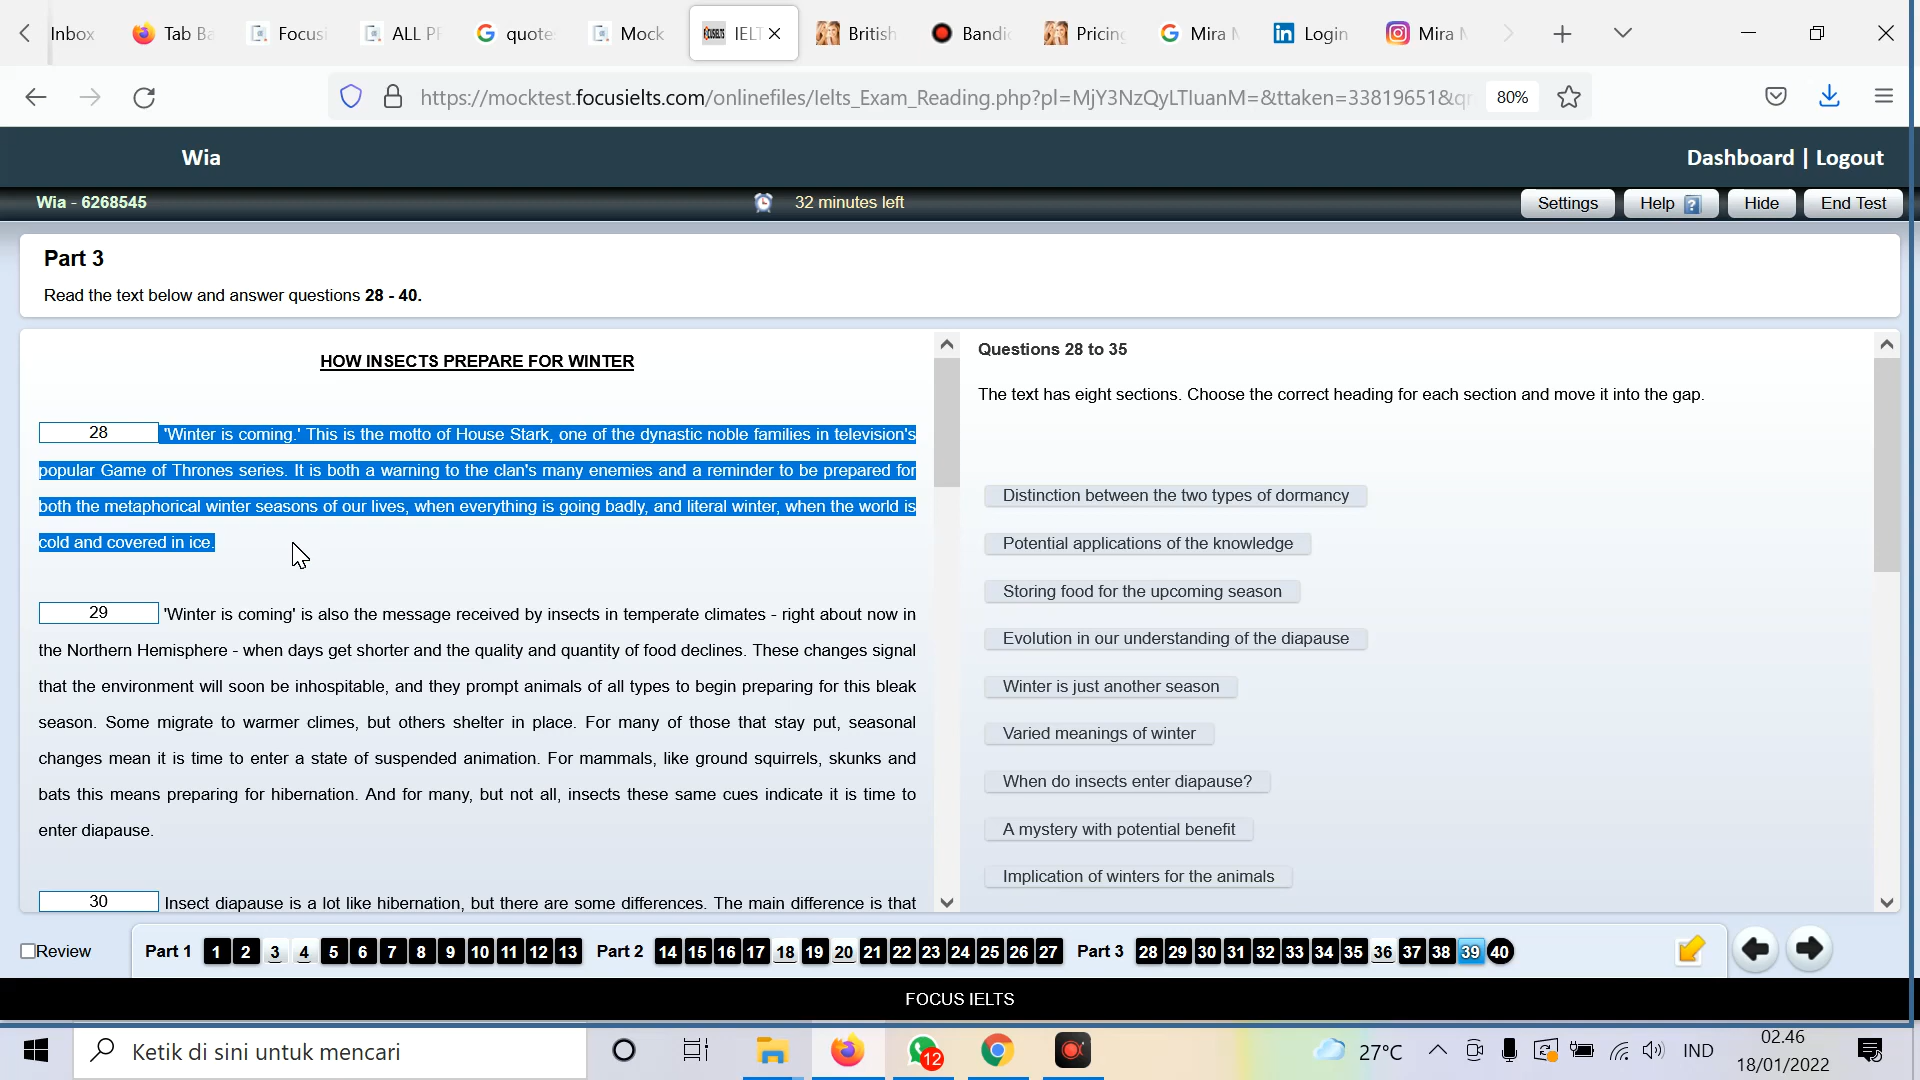 Inbox
Tab Ba
Focusi
ALL PR
quote
Mock
IELT
British
Bandic
Pricing
Mira M
Login
Mira M
https://mocktest.focusielts.com/onlinefiles/Ielts_Exam_Reading.php?pl=MjY3NzQyLTIuanM=&ttaken=33819651&qr
80%
Wia
Dashboard | Logout
Wia - 6268545
32 minutes left
Settings
Help ?
Hide
End Test
Part 3
Read the text below and answer questions 28 - 40.
HOW INSECTS PREPARE FOR WINTER
28 'Winter is coming.' This is the motto of House Stark, one of the dynastic noble families in television's
popular Game of Thrones series. It is both a warning to the clan's many enemies and a reminder to be prepared for
both the metaphorical winter seasons of our lives, when everything is going badly, and literal winter, when the world is
cold and covered in ice.
29 'Winter is coming' is also the message received by insects in temperate climates - right about now in
the Northern Hemisphere - when days get shorter and the quality and quantity of food declines. These changes signal
that the environment will soon be inhospitable, and they prompt animals of all types to begin preparing for this bleak
season. Some migrate to warmer climes, but others shelter in place. For many of those that stay put, seasonal
changes mean it is time to enter a state of suspended animation. For mammals, like ground squirrels, skunks and
bats this means preparing for hibernation. And for many, but not all, insects these same cues indicate it is time to
enter diapause.
30 Insect diapause is a lot like hibernation, but there are some differences. The main difference is that
Questions 28 to 35
The text has eight sections. Choose the correct heading for each section and move it into the gap.
Distinction between the two types of dormancy
Potential applications of the knowledge
Storing food for the upcoming season
Evolution in our understanding of the diapause
Winter is just another season
Varied meanings of winter
When do insects enter diapause?
A mystery with potential benefit
Implication of winters for the animals
Review
Part 1 1 2 3 4 5 6 7 8 9 10 11 12 13 Part 2 14 15 16 17 18 19 20 21 22 23 24 25 26 27 Part 3 28 29 30 31 32 33 34 35 36 37 38 39 40
FOCUS IELTS
Ketik di sini untuk mencari
12
27°C
IND
02.46
18/01/2022